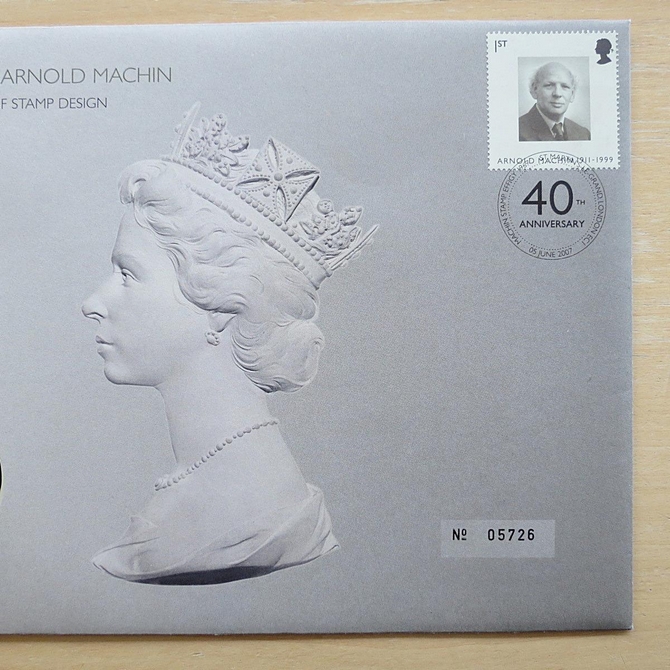 ARNOLD MACHIN
F STAMP DESIGN
1ST
ARNOLD MACHIN 1911-1999
40TH
ANNIVERSARY
05 JUNE 2007
Nº 05726